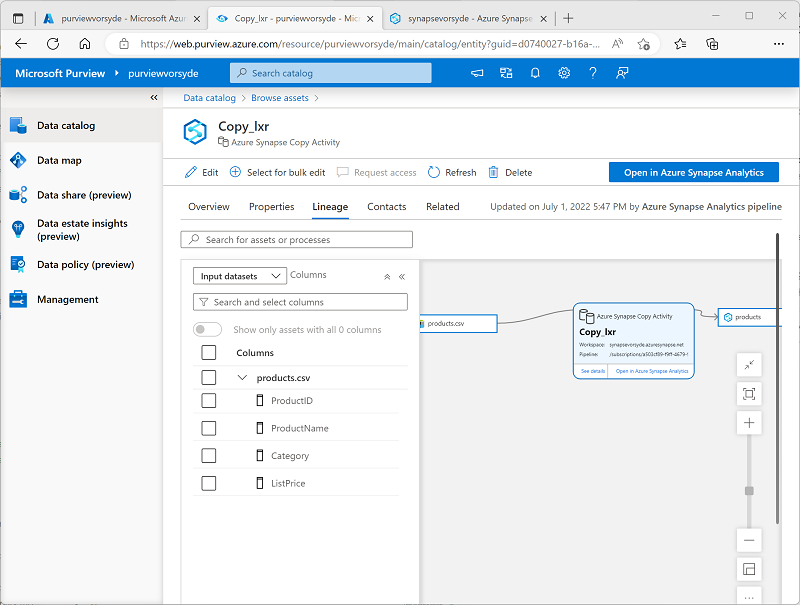 purviewvorsyde - Microsoft Azur
Copy_lxr - purviewvorsyde - Mic
synapsevorsyde - Azure Synapse
https://web.purview.azure.com/resource/purviewvorsyde/main/catalog/entity?guid=d0740027-b16a-...
Microsoft Purview
purviewvorsyde
Search catalog
Data catalog
Browse assets
Data catalog
Data map
Data share (preview)
Data estate insights
(preview)
Data policy (preview)
Management
Copy_lxr
Azure Synapse Copy Activity
Edit
Select for bulk edit
Request access
Refresh
Delete
Open in Azure Synapse Analytics
Overview
Properties
Lineage
Contacts
Related
Updated on July 1, 2022 5:47 PM by Azure Synapse Analytics pipeline
Search for assets or processes
Input datasets
Columns
Search and select columns
Show only assets with all 0 columns
Columns
products.csv
ProductID
ProductName
Category
ListPrice
products.csv
Azure Synapse Copy Activity
Copy_lxr
Workspace: synapsevorsyde.azuresynapse.net
Pipeline: /subscriptions/a503cf89-f9ff-4679-
See details
Open in Azure Synapse Analytics
products